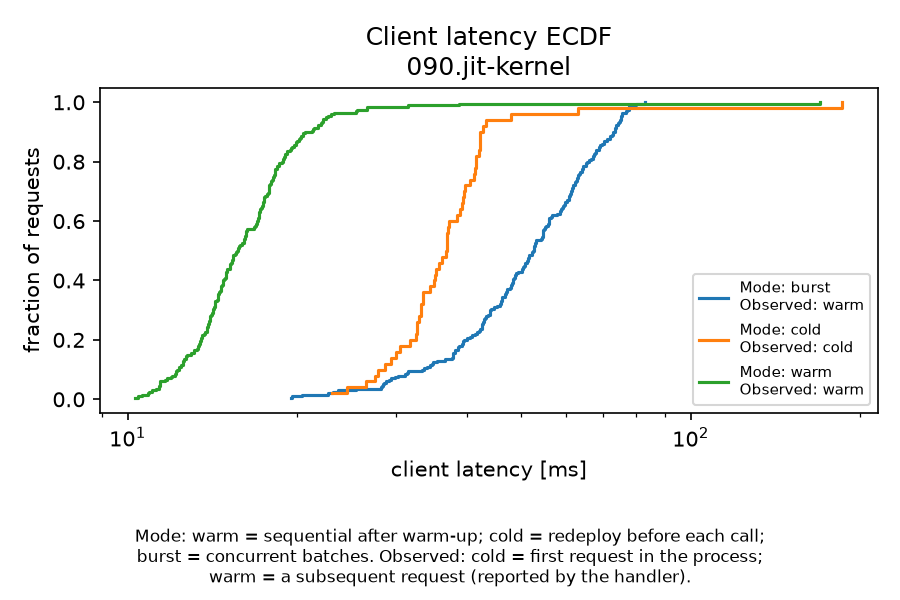 Client latency ECDF
090.jit-kernel
fraction of requests
1.0
0.8
0.6
0.4
0.2
0.0
Mode: burst
Observed: warm
Mode: cold
Observed: cold
Mode: warm
Observed: warm
10¹
10²
client latency [ms]
Mode: warm = sequential after warm-up; cold = redeploy before each call;
burst = concurrent batches. Observed: cold = first request in the process;
warm = a subsequent request (reported by the handler).